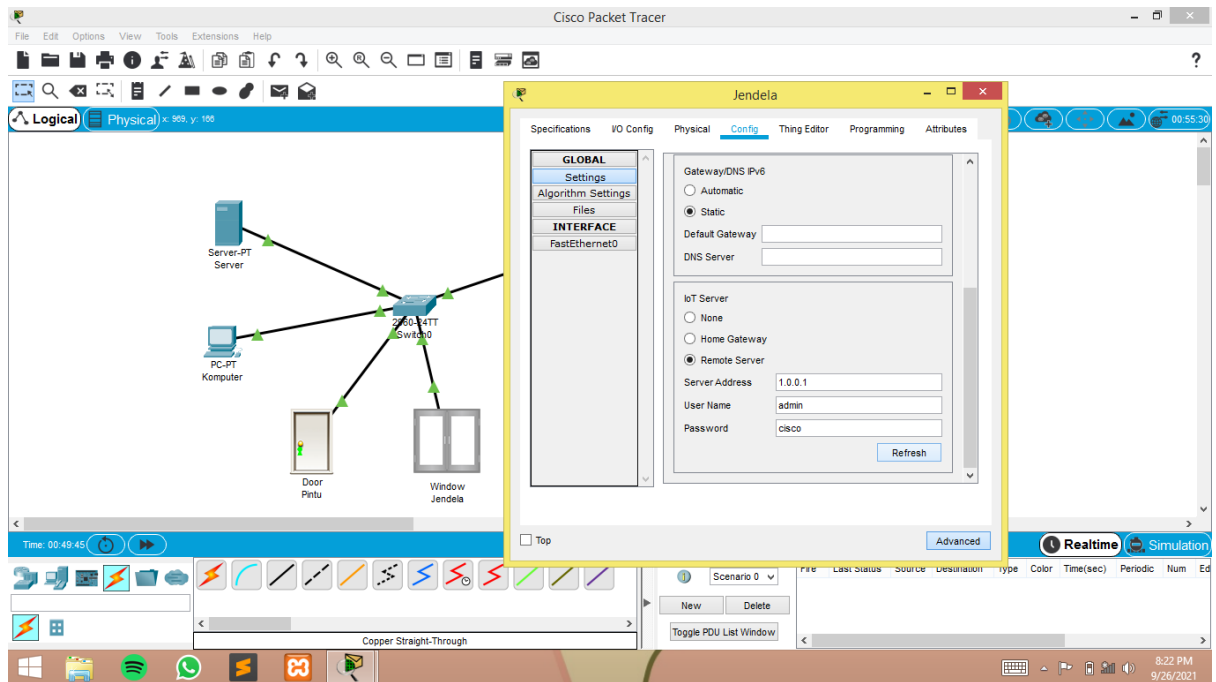 Cisco Packet Tracer
File Edit Options View Tools Extensions Help
?
Logical
Physical
x: 969, y: 166
00:55:30
Server-PT
Server
2960-24TT
Switch0
PC-PT
Komputer
Door
Pintu
Window
Jendela
Jendela
Specifications I/O Config Physical Config Thing Editor Programming Attributes
GLOBAL
Settings
Algorithm Settings
Files
INTERFACE
FastEthernet0
Gateway/DNS IPv6
Automatic
Static
Default Gateway
DNS Server
IoT Server
None
Home Gateway
Remote Server
Server Address 1.0.0.1
User Name admin
Password cisco
Refresh
Top
Advanced
Time: 00:49:45
Realtime
Simulation
Scenario 0
Fire Last Status Source Destination Type Color Time(sec) Periodic Num Ed
New Delete
Toggle PDU List Window
Copper Straight-Through
8:22 PM
9/26/2021